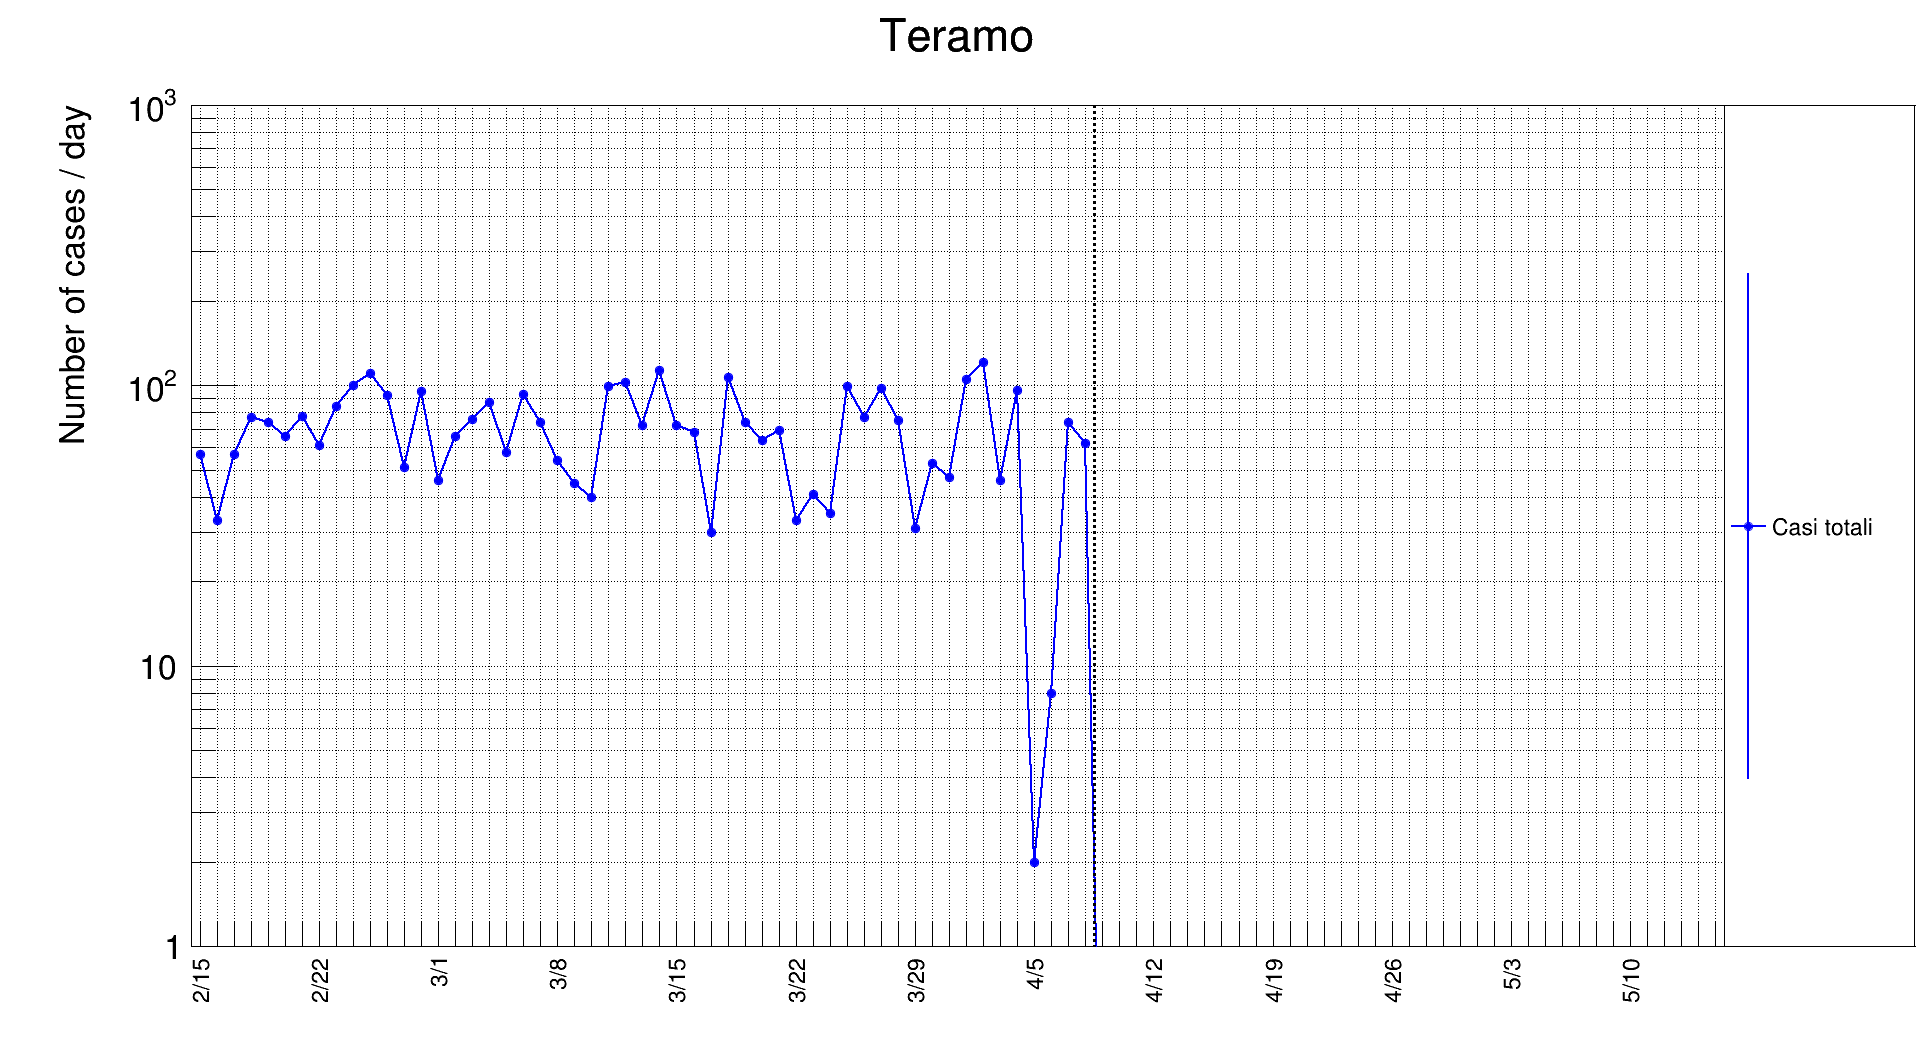 Teramo
Number of cases / day
10³
10²
10
1
2/15 2/22 3/1 3/8 3/15 3/22 3/29 4/5 4/12 4/19 4/26 5/3 5/10
Casi totali